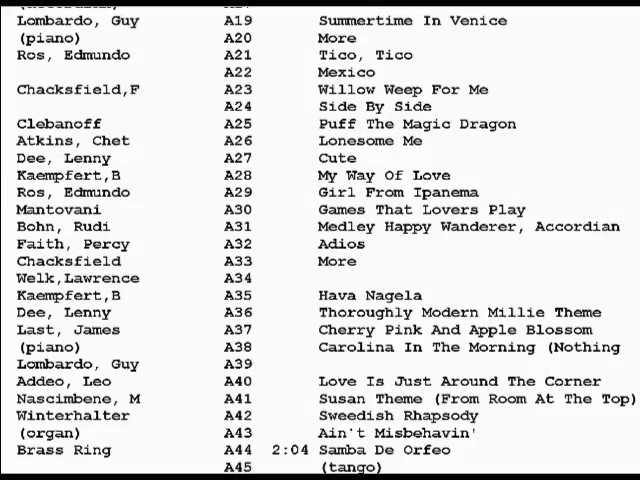 Lombardo, Guy A19 Summertime In Venice
(piano) A20 More
Ros, Edmundo A21 Tico, Tico
A22 Mexico
Chacksfield,F A23 Willow Weep For Me
A24 Side By Side
Clebanoff A25 Puff The Magic Dragon
Atkins, Chet A26 Lonesome Me
Dee, Lenny A27 Cute
Kaempfert,B A28 My Way Of Love
Ros, Edmundo A29 Girl From Ipanema
Mantovani A30 Games That Lovers Play
Bohn, Rudi A31 Medley Happy Wanderer, Accordian
Faith, Percy A32 Adios
Chacksfield A33 More
Welk,Lawrence A34
Kaempfert,B A35 Hava Nagela
Dee, Lenny A36 Thoroughly Modern Millie Theme
Last, James A37 Cherry Pink And Apple Blossom
(piano) A38 Carolina In The Morning (Nothing
Lombardo, Guy A39
Addeo, Leo A40 Love Is Just Around The Corner
Nascimbene, M A41 Susan Theme (From Room At The Top)
Winterhalter A42 Sweedish Rhapsody
(organ) A43 Ain't Misbehavin'
Brass Ring A44 2:04 Samba De Orfeo
A45 (tango)